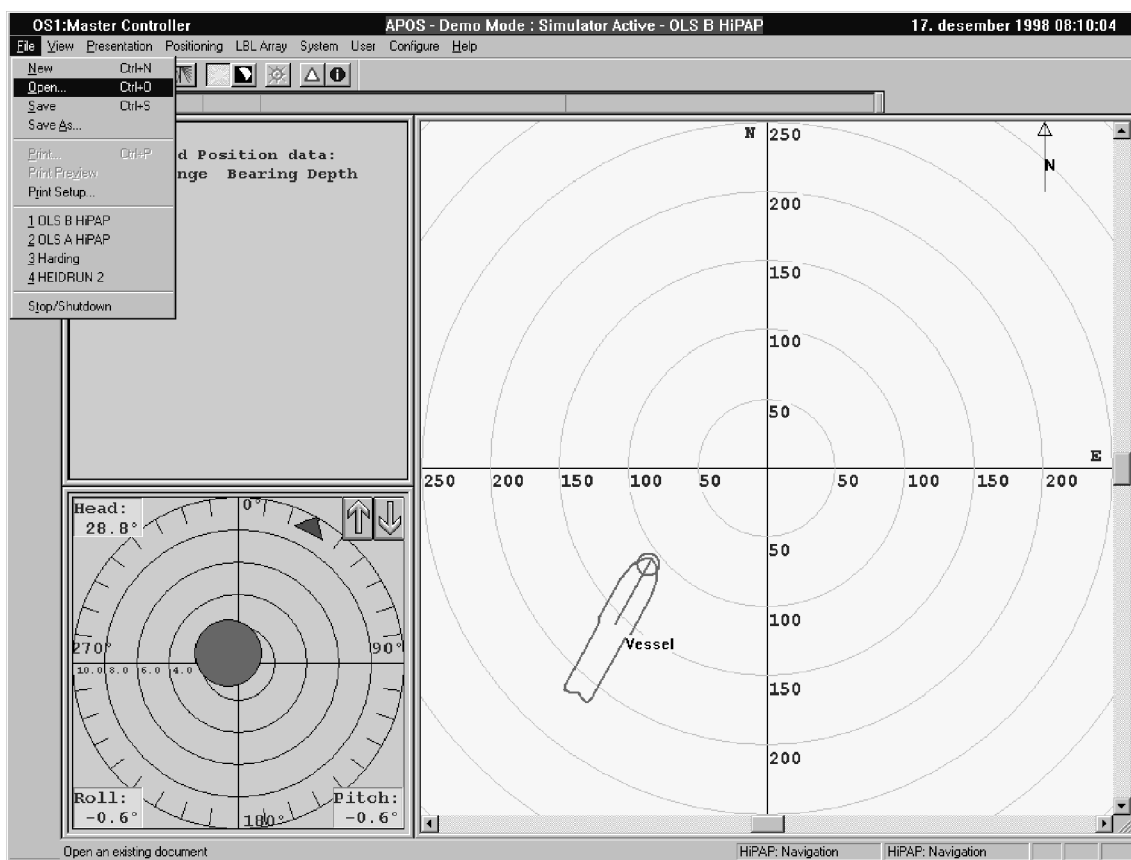 OS1:Master Controller APOS - Demo Mode : Simulator Active - OLS B HiPAP 17. desember 1998 08:10:04
File View Presentation Positioning LBL Array System User Configure Help
New Ctrl+N
Open... Ctrl+O
Save Ctrl+S
Save As...
Print... Ctrl+P
Print Preview
Print Setup...
1 OLS B HiPAP
2 OLS A HiPAP
3 Harding
4 HEIDRUN 2
Stop/Shutdown
d Position data:
nge Bearing Depth
N 250
N
200
150
100
50
E
250 200 150 100 50 50 100 150 200
50
100
Vessel
150
200
Head:
28.8°
0°
270° 90°
10.0 8.0 6.0 4.0
Roll:
-0.6°
180°
Pitch:
-0.6°
Open an existing document HiPAP: Navigation HiPAP: Navigation